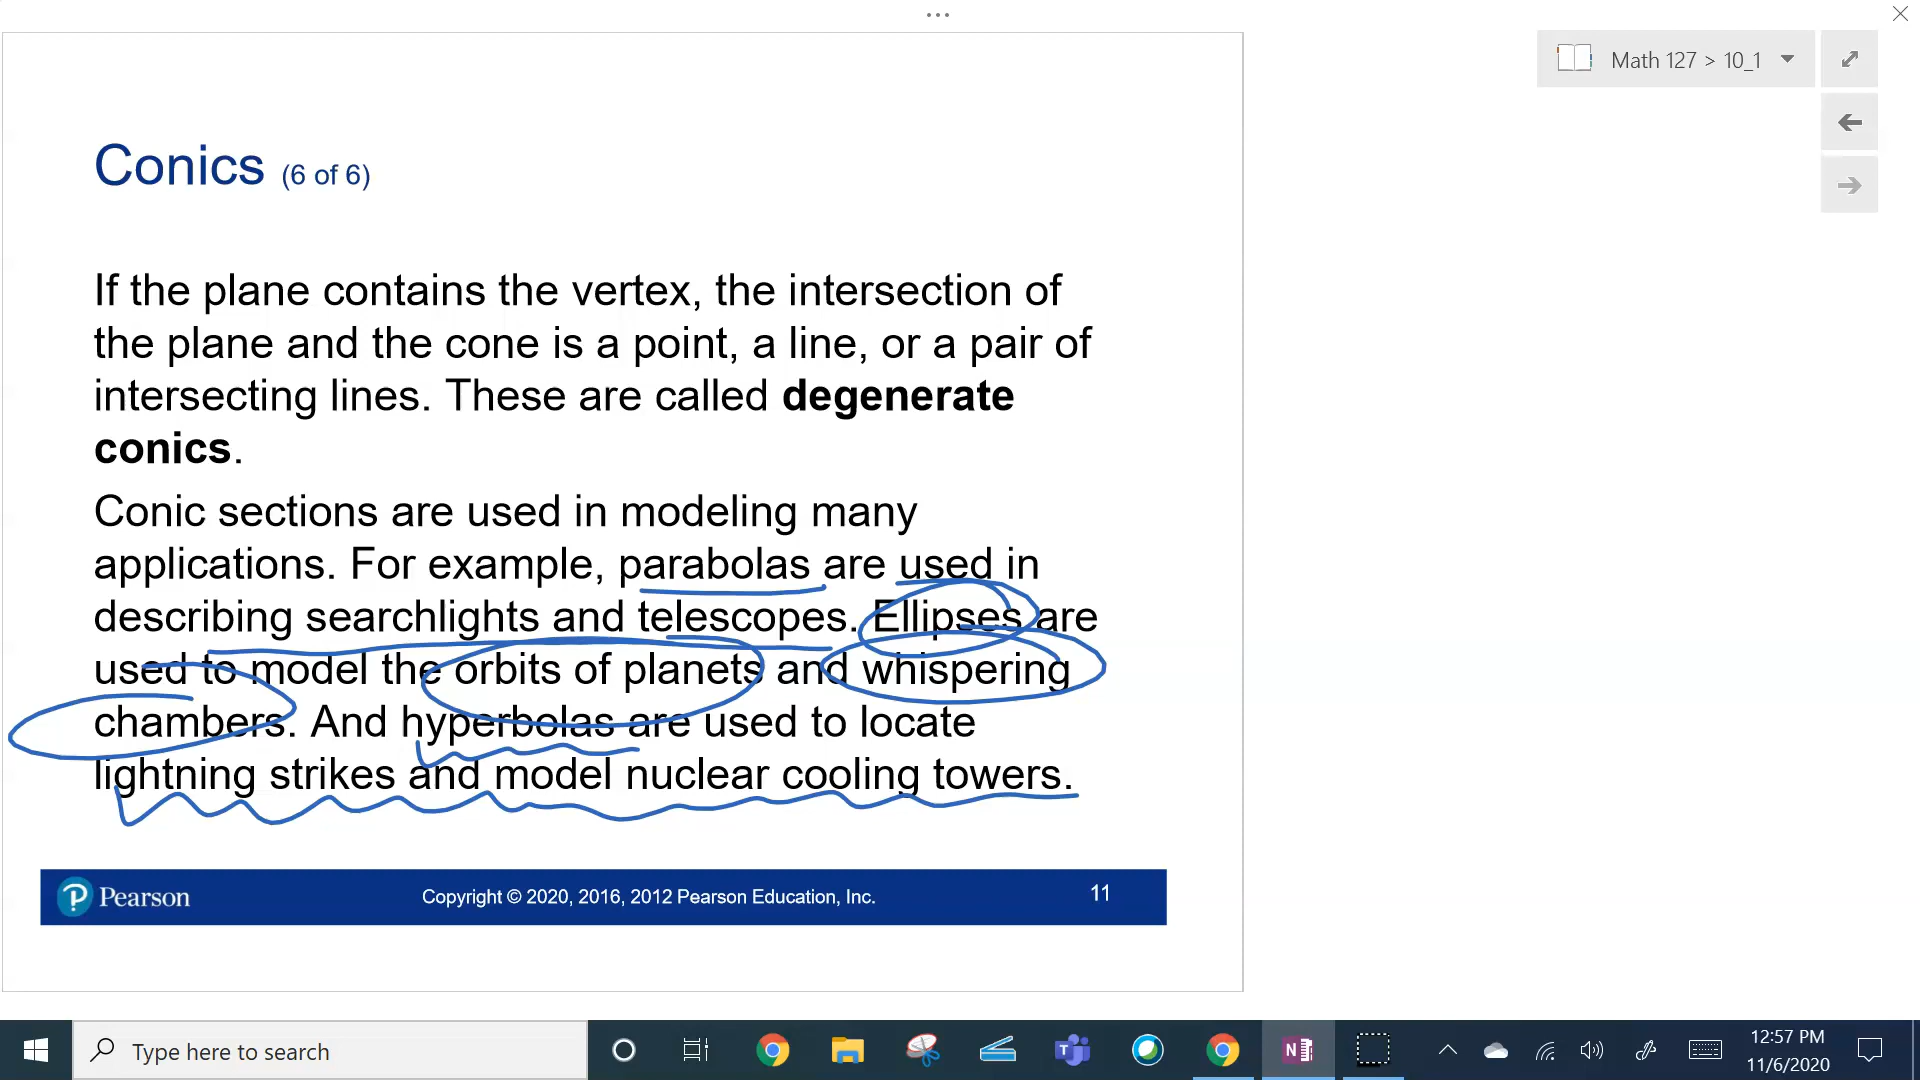 Math 127 > 10_1
Conics (6 of 6)
If the plane contains the vertex, the intersection of
the plane and the cone is a point, a line, or a pair of
intersecting lines. These are called degenerate
conics.
Conic sections are used in modeling many
applications. For example, parabolas are used in
describing searchlights and telescopes. Ellipses are
used to model the orbits of planets and whispering
chambers. And hyperbolas are used to locate
lightning strikes and model nuclear cooling towers.
P Pearson
Copyright © 2020, 2016, 2012 Pearson Education, Inc.
11
Type here to search
12:57 PM
11/6/2020